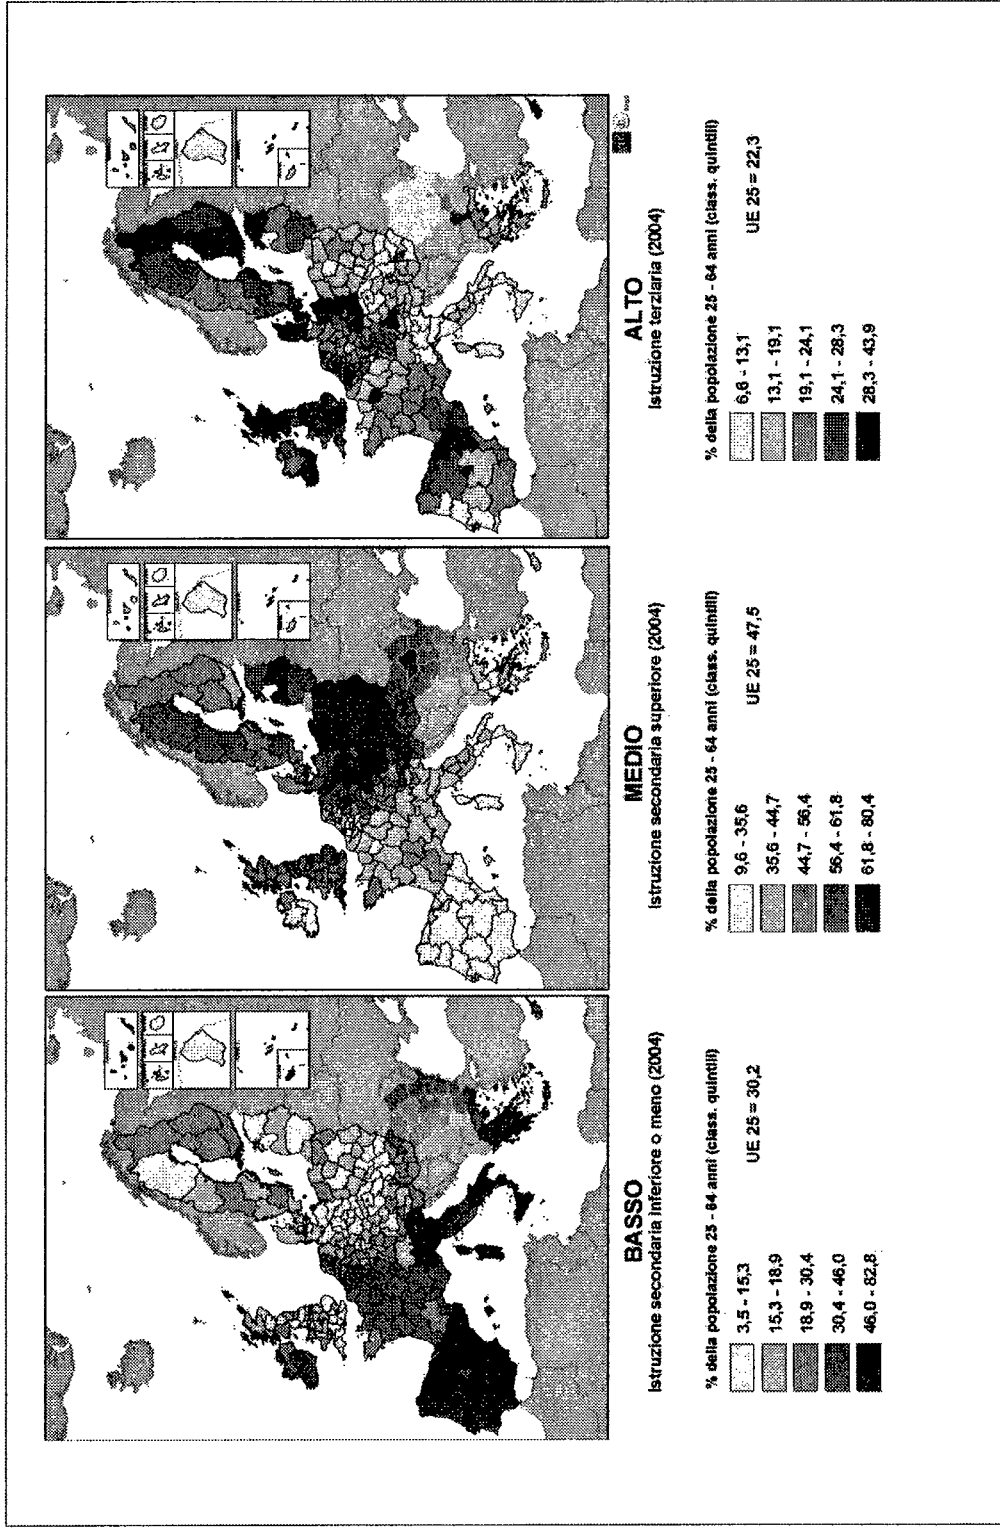 BASSO
Istruzione secondaria inferiore o meno (2004)
% della popolazione 25 - 64 anni (class. quintili)
3,5 - 15,3
15,3 - 18,9
18,9 - 30,4
30,4 - 46,0
46,0 - 82,8
UE 25 = 30,2
MEDIO
Istruzione secondaria superiore (2004)
% della popolazione 25 - 64 anni (class. quintili)
9,6 - 35,6
35,6 - 44,7
44,7 - 56,4
56,4 - 61,8
61,8 - 80,4
UE 25 = 47,5
ALTO
Istruzione terziaria (2004)
% della popolazione 25 - 64 anni (class. quintili)
6,6 - 13,1
13,1 - 19,1
19,1 - 24,1
24,1 - 28,3
28,3 - 43,9
UE 25 = 22,3